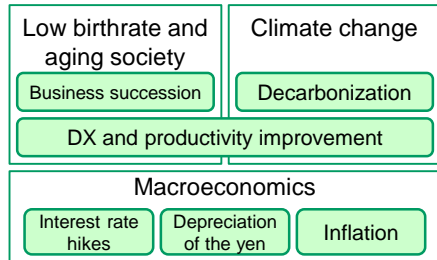 Low birthrate and
aging society
Business succession
Climate change
Decarbonization
DX and productivity improvement
Macroeconomics
Interest rate
hikes
Depreciation
of the yen
Inflation